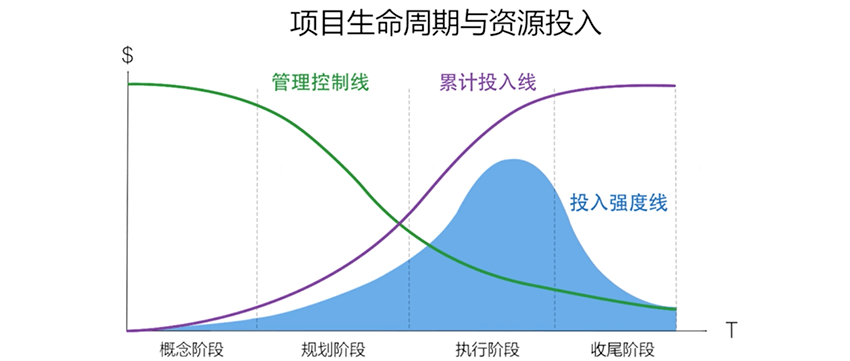 项目生命周期与资源投入
$
管理控制线
累计投入线
投入强度线
T
概念阶段
规划阶段
执行阶段
收尾阶段